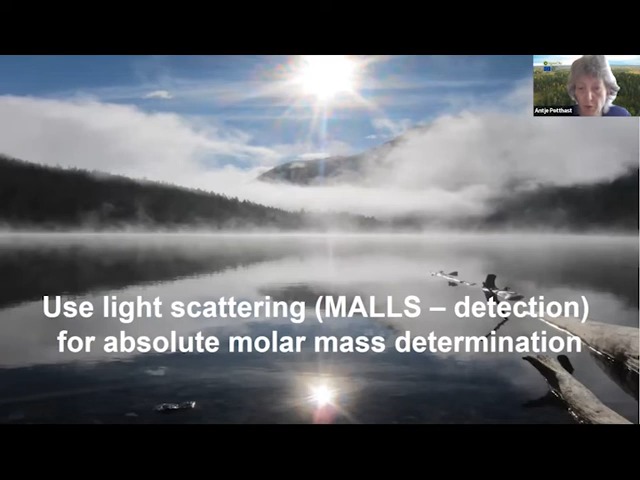 Antje Potthast
Use light scattering (MALLS – detection)
for absolute molar mass determination